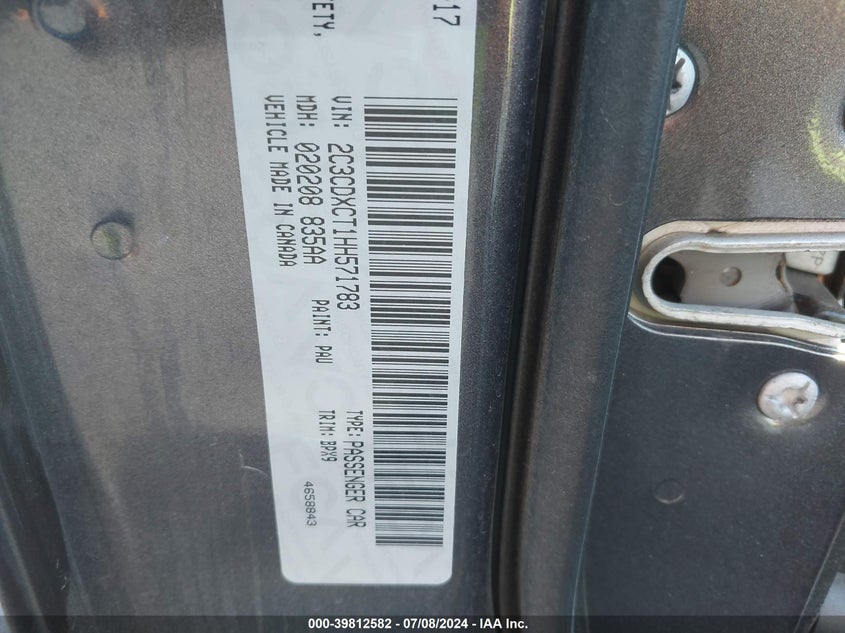 17
ETY,
VIN: 2C3CDXCT1HH571783
TYPE: PASSENGER CAR
MDH: 020208 835AA
PAINT: PAU
TRIM: BPX9
VEHICLE MADE IN CANADA
4658843
000-39812582 - 07/08/2024 - IAA Inc.